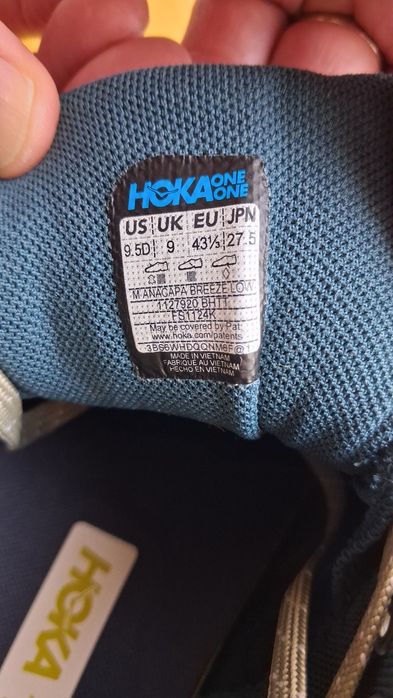 HOKA ONE ONE
US UK EU JPN
9.5D 9 43⅓ 27.5
M ANACAPA BREEZE LOW
1127920 BHTT
FS1124K
May be covered by Pat:
www.hoka.com/patents
3BS6WHDQQNM6F
MADE IN VIETNAM
FABRIQUÉ AU VIETNAM
HECHO EN VIETNAM
HOKA